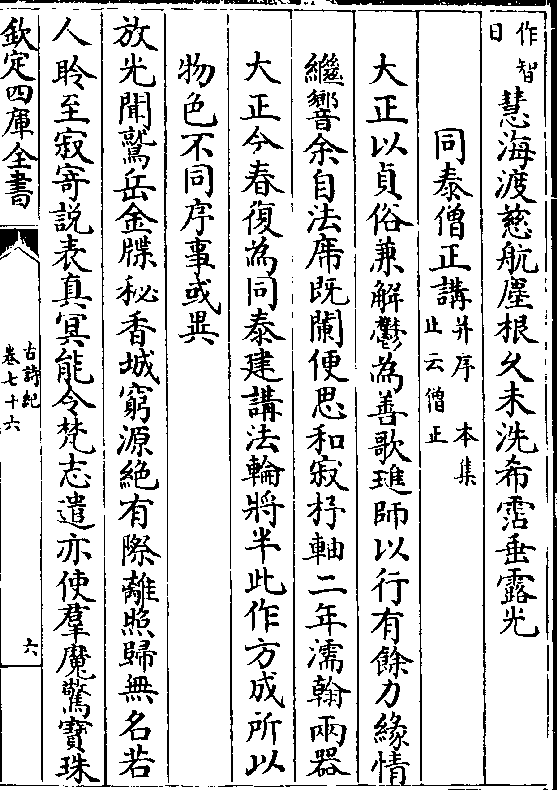 作智
日
慧海渡慈航塵根久未洗希霑垂露光
同泰僧正講
并序 本集
止云僧正
大正以貞俗兼解鬱為善歌璡師以行有餘力緣情
繼響余自法席既闌便思和寂抒軸二年濡翰兩器
大正今春復為同泰建講法輪將半此作方成所以
物色不同序事或異
放光聞鷲岳金牒秘香城窮源絕有際離照歸無名若
人聆至寂寄說表真冥能令梵志遣亦使羣魔驚寶珠
欽定四庫全書
古詩紀
卷七十六
六